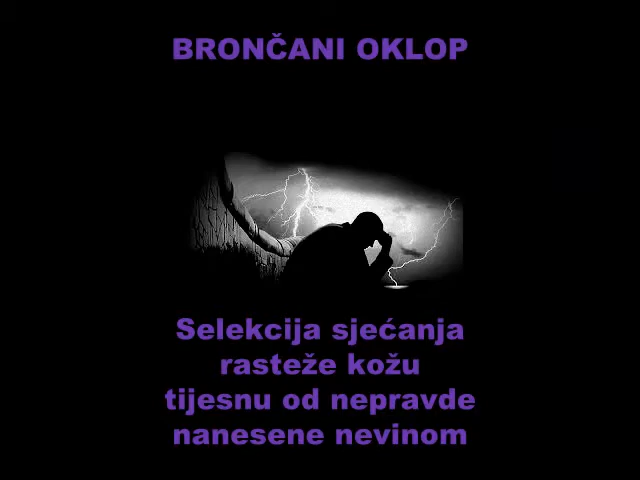 BRONČANI OKLOP
Selekcija sjećanja
rasteže kožu
tijesnu od nepravde
nanesene nevinom